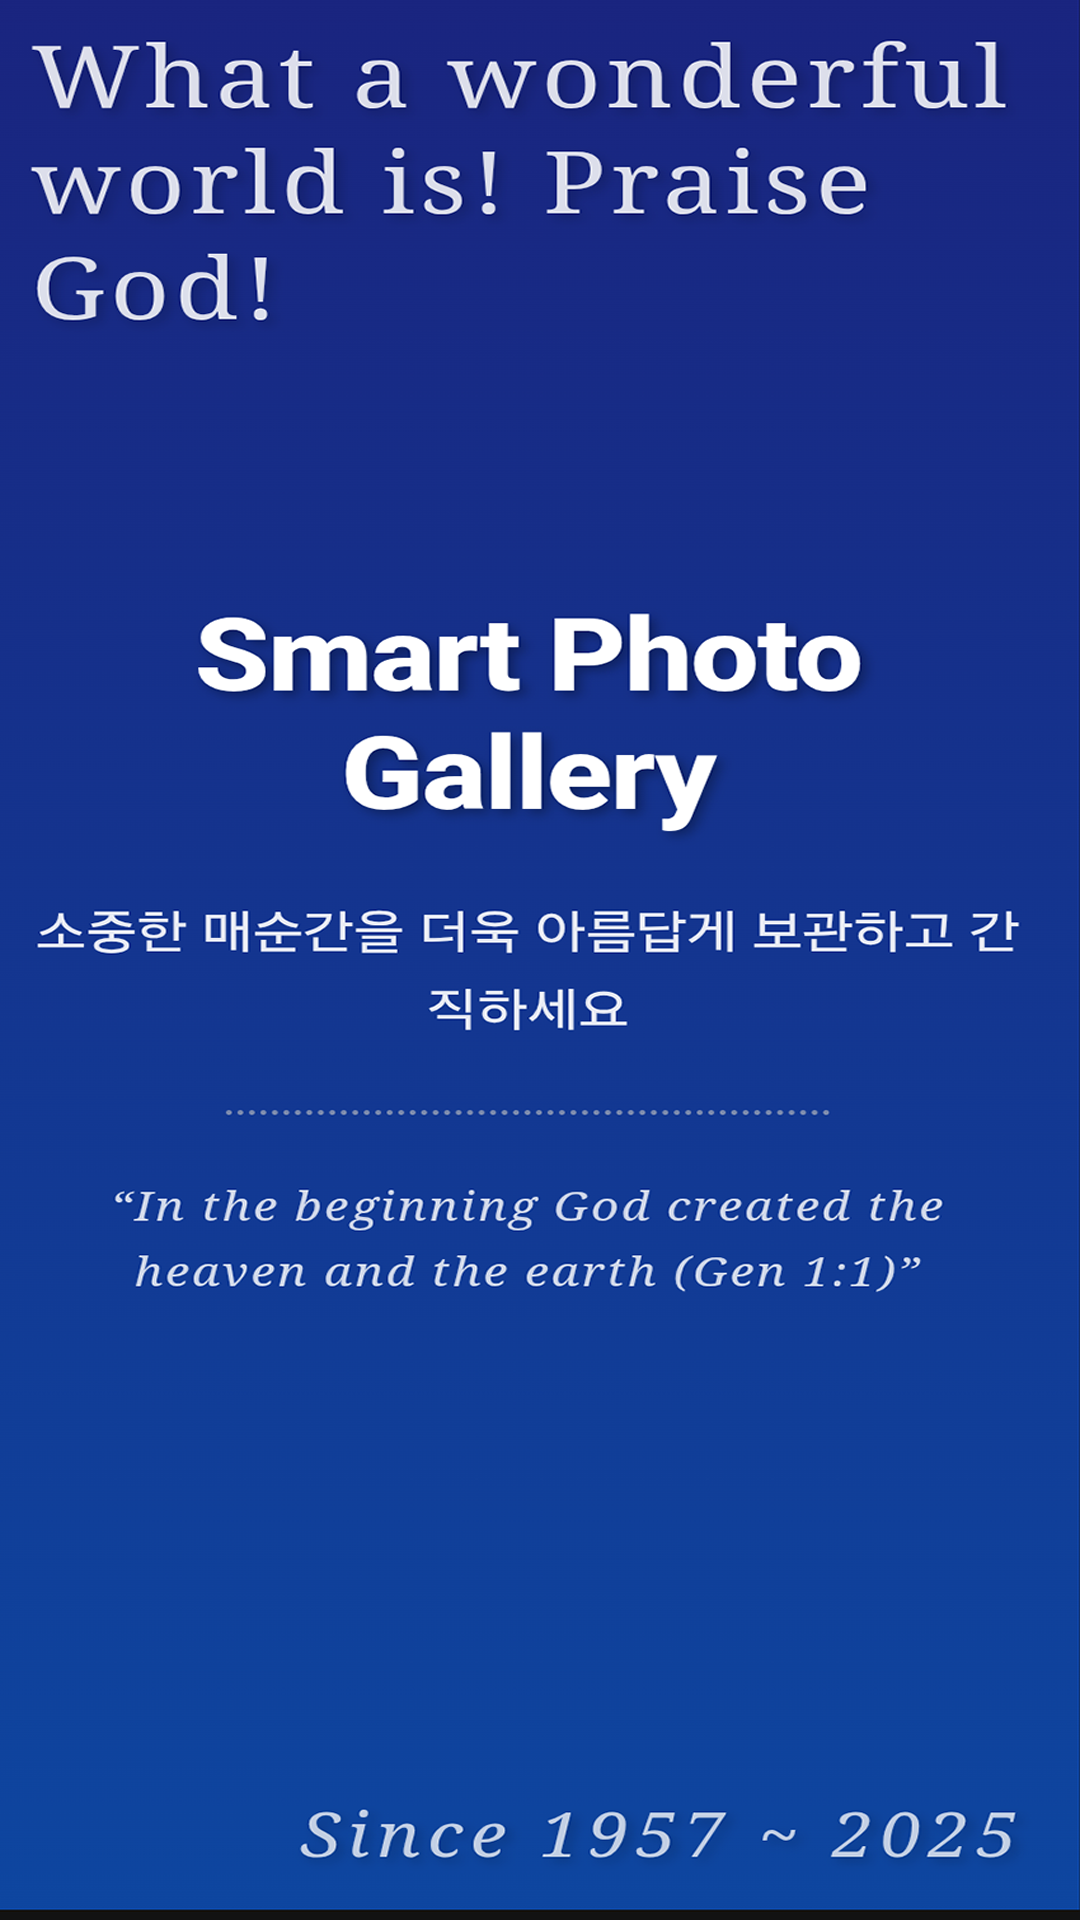 What a wonderful
world is! Praise
God!
Smart Photo
Gallery
소중한 매순간을 더욱 아름답게 보관하고 간
직하세요
“In the beginning God created the
heaven and the earth (Gen 1:1)”
Since 1957 ~ 2025